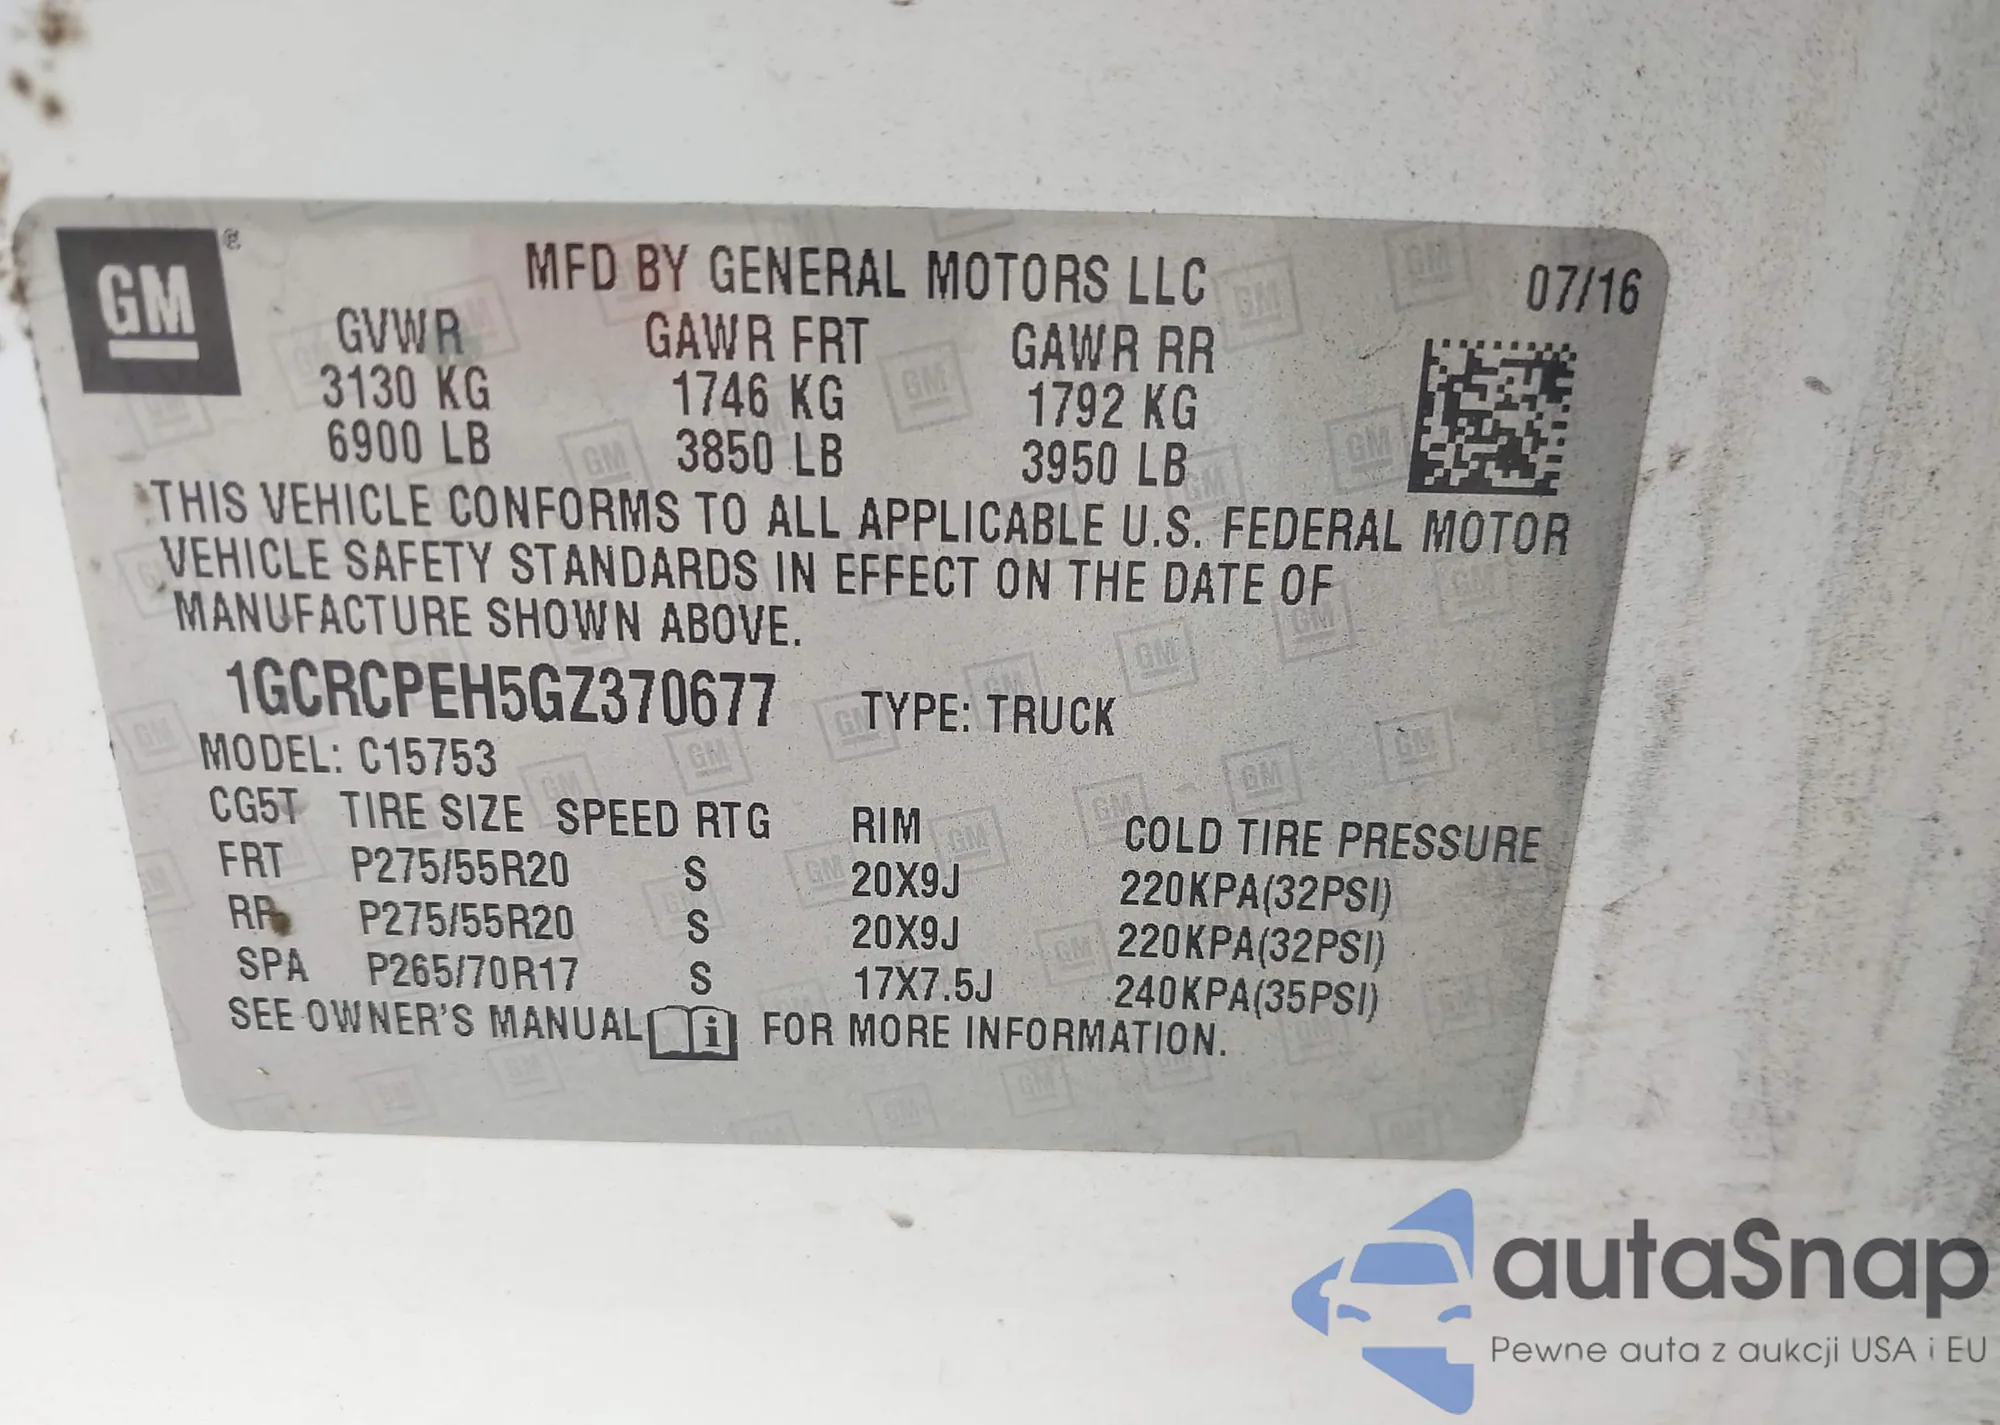 GM®
MFD BY GENERAL MOTORS LLC 07/16
GVWR GAWR FRT GAWR RR
3130 KG 1746 KG 1792 KG
6900 LB 3850 LB 3950 LB
THIS VEHICLE CONFORMS TO ALL APPLICABLE U.S. FEDERAL MOTOR
VEHICLE SAFETY STANDARDS IN EFFECT ON THE DATE OF
MANUFACTURE SHOWN ABOVE.
1GCRCPEH5GZ370677 TYPE: TRUCK
MODEL: C15753
CG5T TIRE SIZE SPEED RTG RIM COLD TIRE PRESSURE
FRT P275/55R20 S 20X9J 220KPA(32PSI)
RR P275/55R20 S 20X9J 220KPA(32PSI)
SPA P265/70R17 S 17X7.5J 240KPA(35PSI)
SEE OWNER'S MANUAL i FOR MORE INFORMATION.
autaSnap
Pewne auta z aukcji USA i EU